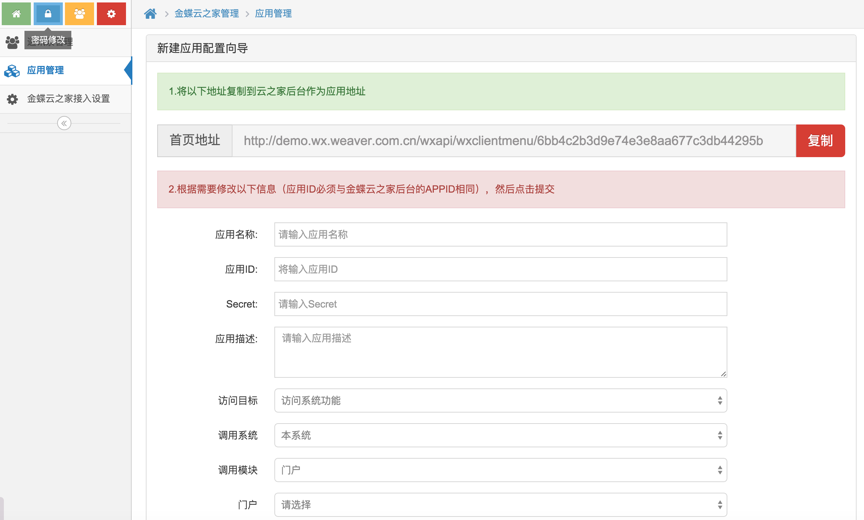 金蝶云之家管理 > 应用管理
密码修改
应用管理
金蝶云之家接入设置
新建应用配置向导
1.将以下地址复制到云之家后台作为应用地址
首页地址 http://demo.wx.weaver.com.cn/wxapi/wxclientmenu/6bb4c2b3d9e74e3e8aa677c3db44295b 复制
2.根据需要修改以下信息（应用ID必须与金蝶云之家后台的APPID相同），然后点击提交
应用名称: 请输入应用名称
应用ID: 将输入应用ID
Secret: 请输入Secret
应用描述: 请输入应用描述
访问目标 访问系统功能
调用系统 本系统
调用模块 门户
门户 请选择